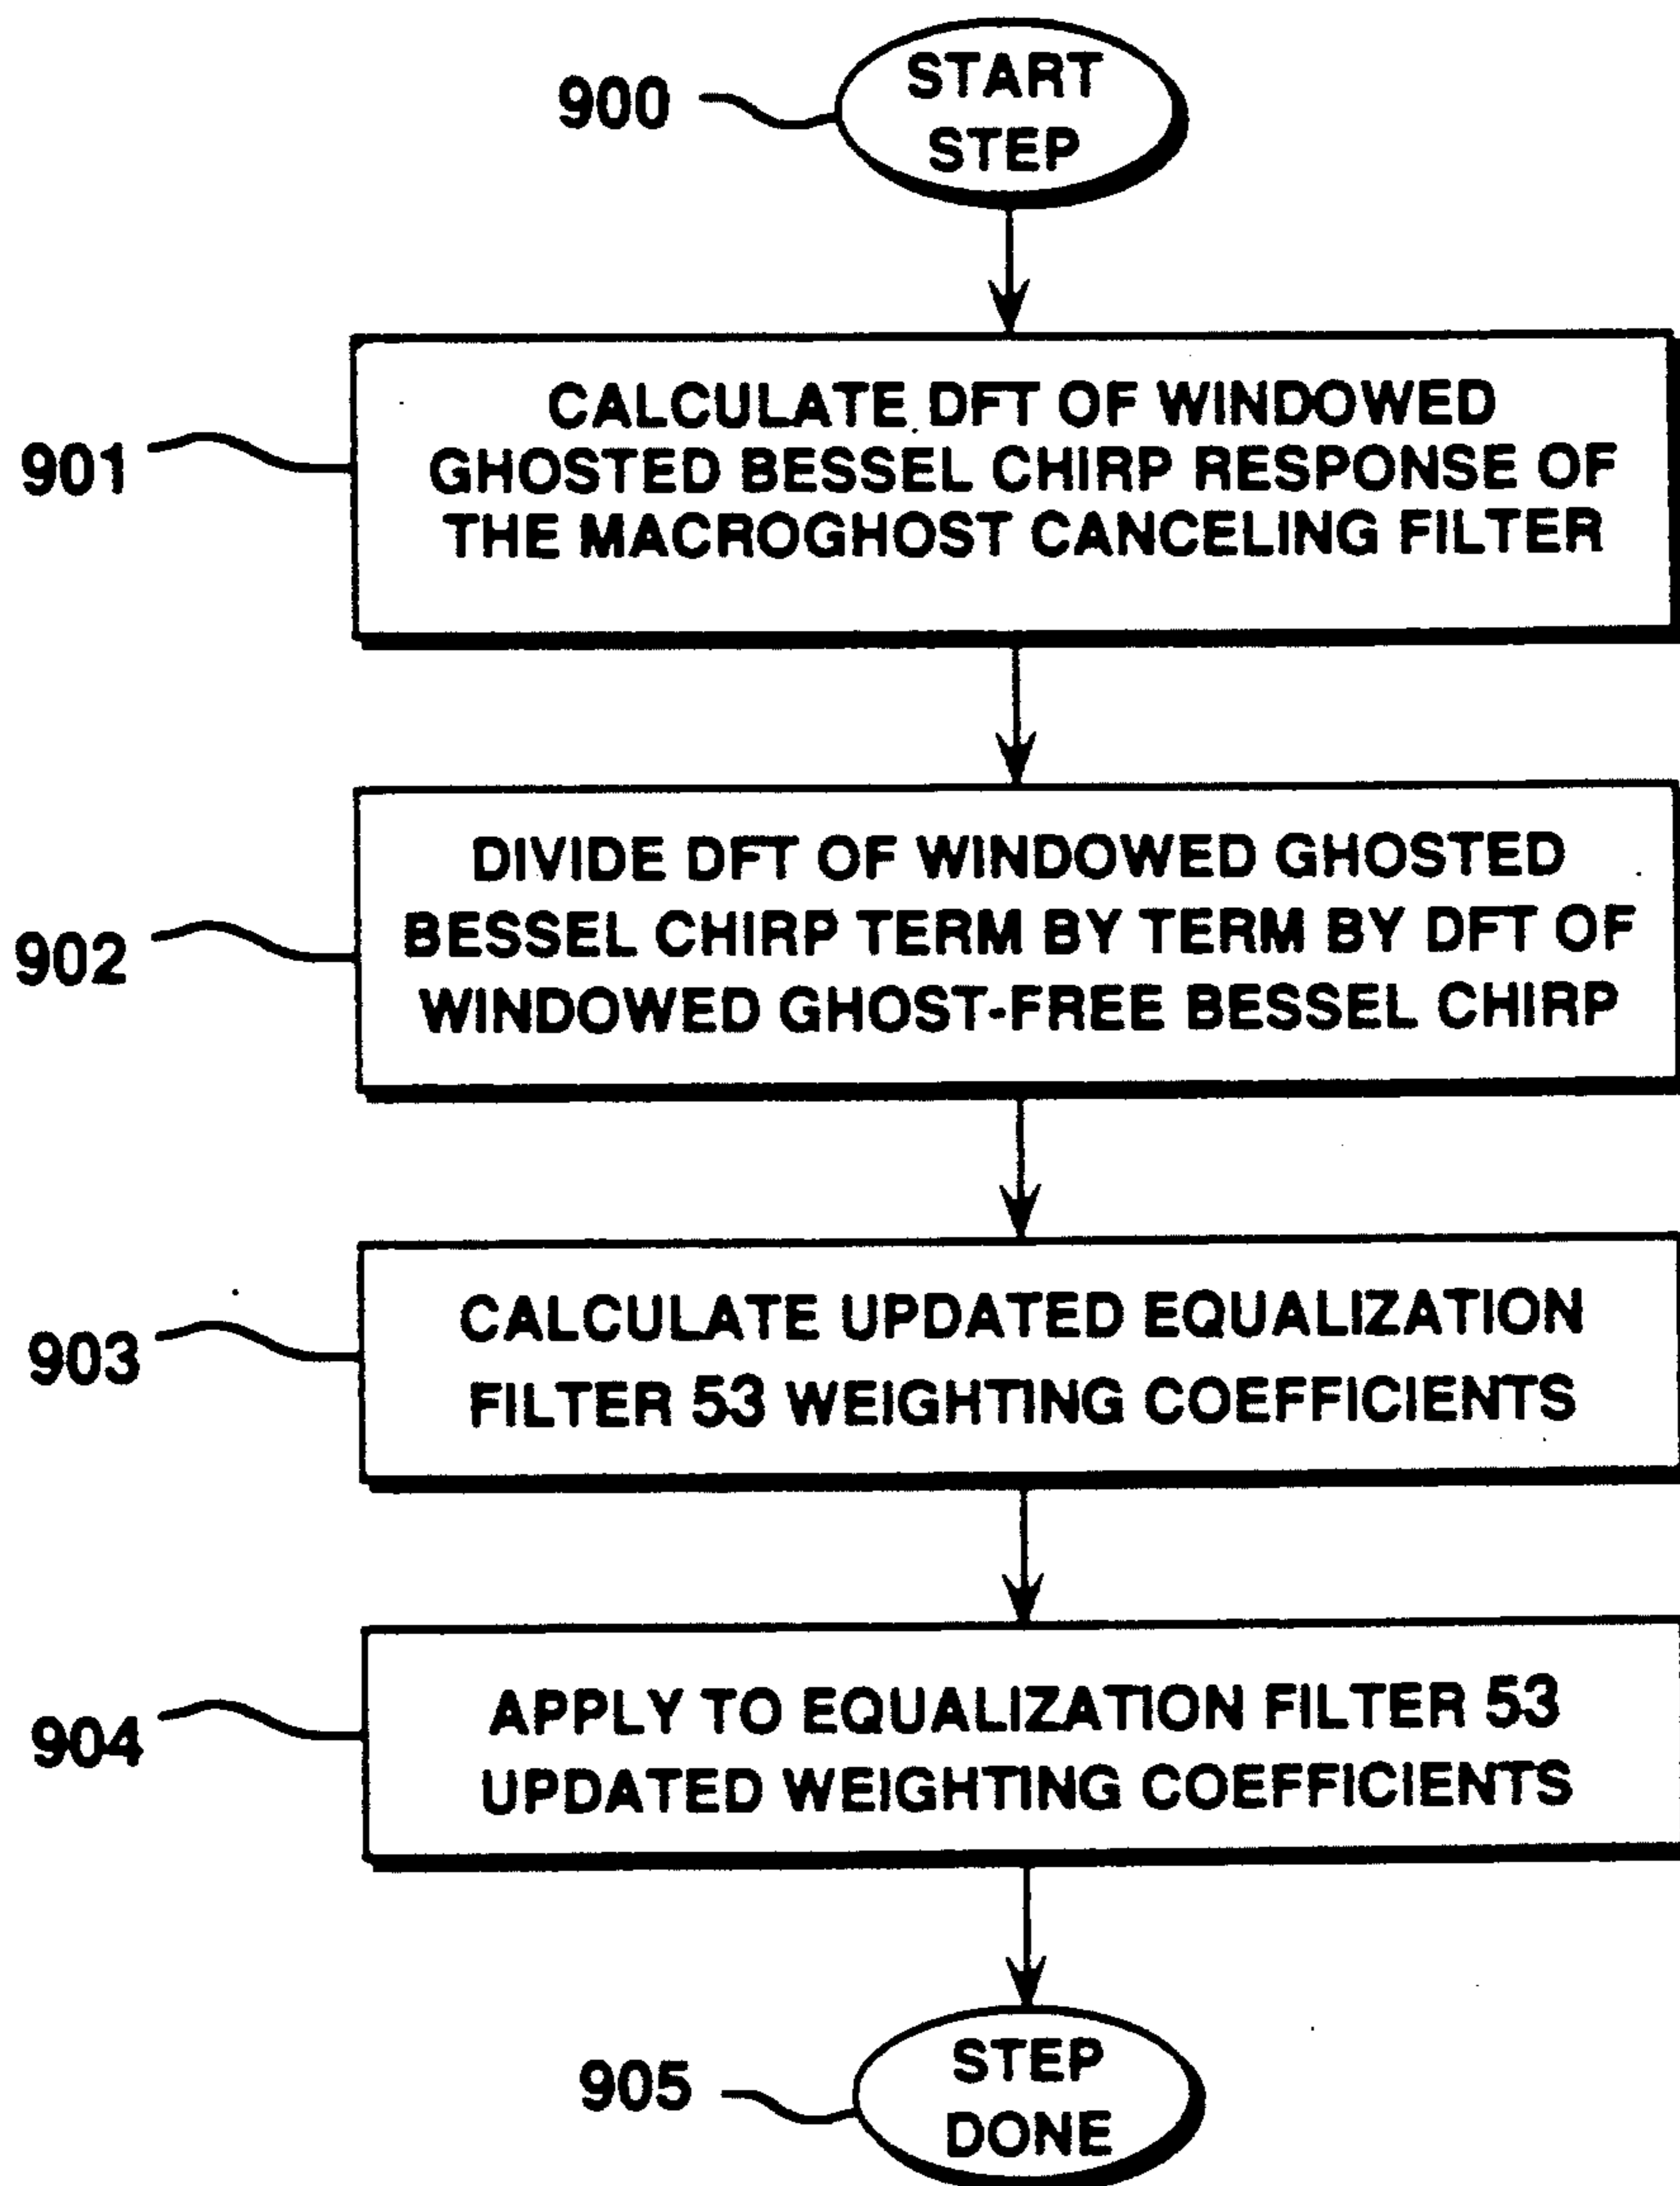 900
START
STEP
901
CALCULATE DFT OF WINDOWED
GHOSTED BESSEL CHIRP RESPONSE OF
THE MACROGHOST CANCELING FILTER
902
DIVIDE DFT OF WINDOWED GHOSTED
BESSEL CHIRP TERM BY TERM BY DFT OF
WINDOWED GHOST-FREE BESSEL CHIRP
903
CALCULATE UPDATED EQUALIZATION
FILTER 53 WEIGHTING COEFFICIENTS
904
APPLY TO EQUALIZATION FILTER 53
UPDATED WEIGHTING COEFFICIENTS
905
STEP
DONE